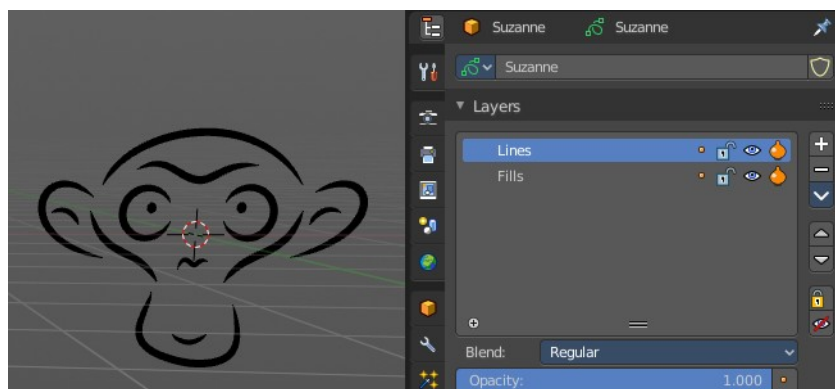 Suzanne Suzanne
Suzanne
Layers
Lines
Fills
Blend: Regular
Opacity: 1.000